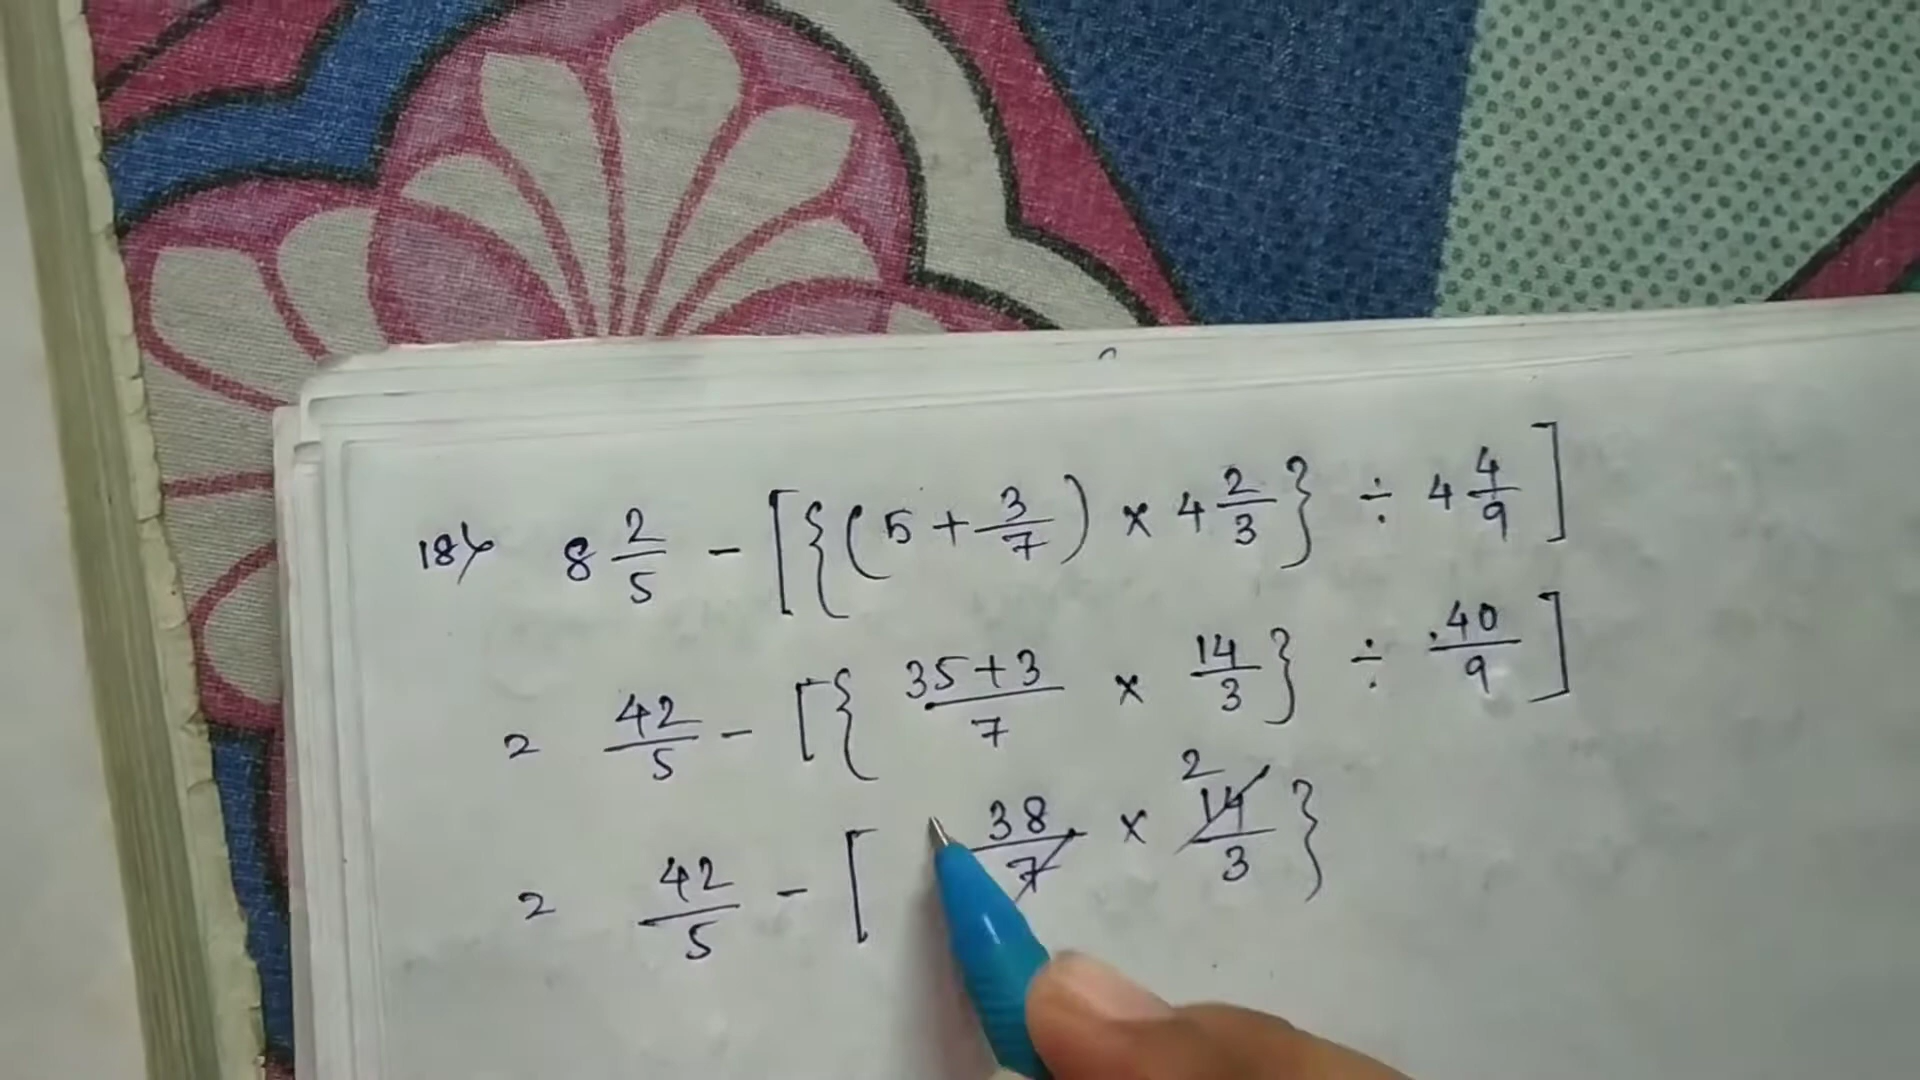 18) 8 2/5 - [{(5 + 3/7) × 4 2/3} ÷ 4 4/9]
= 42/5 - [{ 35+3/7 × 14/3} ÷ 40/9]
= 42/5 - [ 38/7 × 2 14/3}